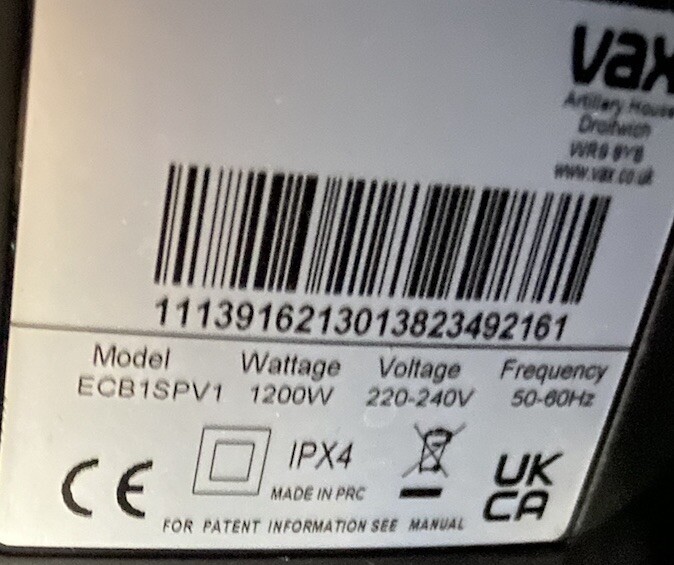 vax
Artillery House
Droitwich
WR9 8YB
www.vax.co.uk
1113916213013823492161
Model Wattage Voltage Frequency
ECB1SPV1 1200W 220-240V 50-60Hz
IPX4
MADE IN PRC
CE
UK
CA
FOR PATENT INFORMATION SEE MANUAL